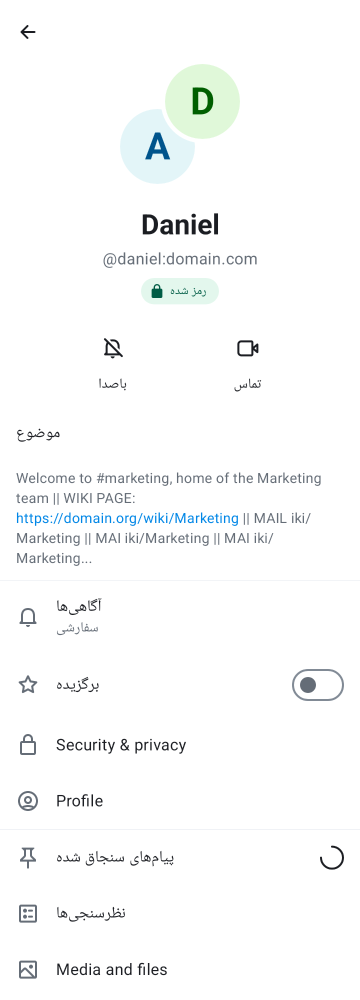 D
A
Daniel
@daniel:domain.com
رمز شده
باصدا
تماس
موضوع
Welcome to #marketing, home of the Marketing
team || WIKI PAGE:
https://domain.org/wiki/Marketing || MAIL iki/
Marketing || MAI iki/Marketing || MAI iki/
Marketing...
آگاهی‌ها
سفارشی
برگزیده
Security & privacy
Profile
پیام‌های سنجاق شده
نظرسنجی‌ها
Media and files